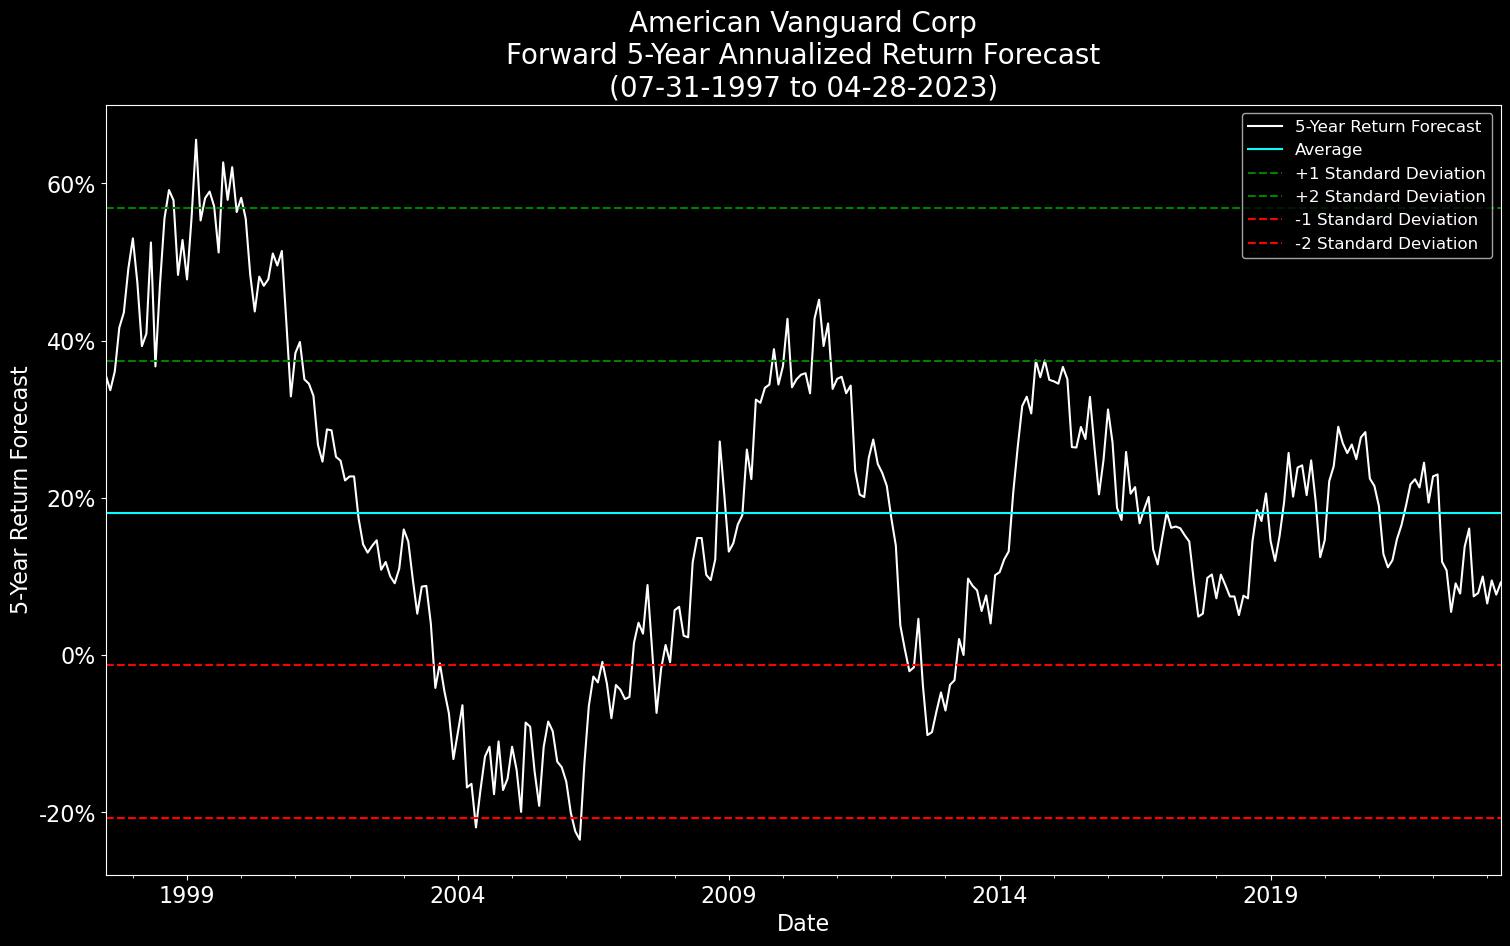 American Vanguard Corp
Forward 5-Year Annualized Return Forecast
(07-31-1997 to 04-28-2023)
5-Year Return Forecast
Average
+1 Standard Deviation
+2 Standard Deviation
-1 Standard Deviation
-2 Standard Deviation
5-Year Return Forecast
60%
40%
20%
0%
-20%
1999 2004 2009 2014 2019
Date